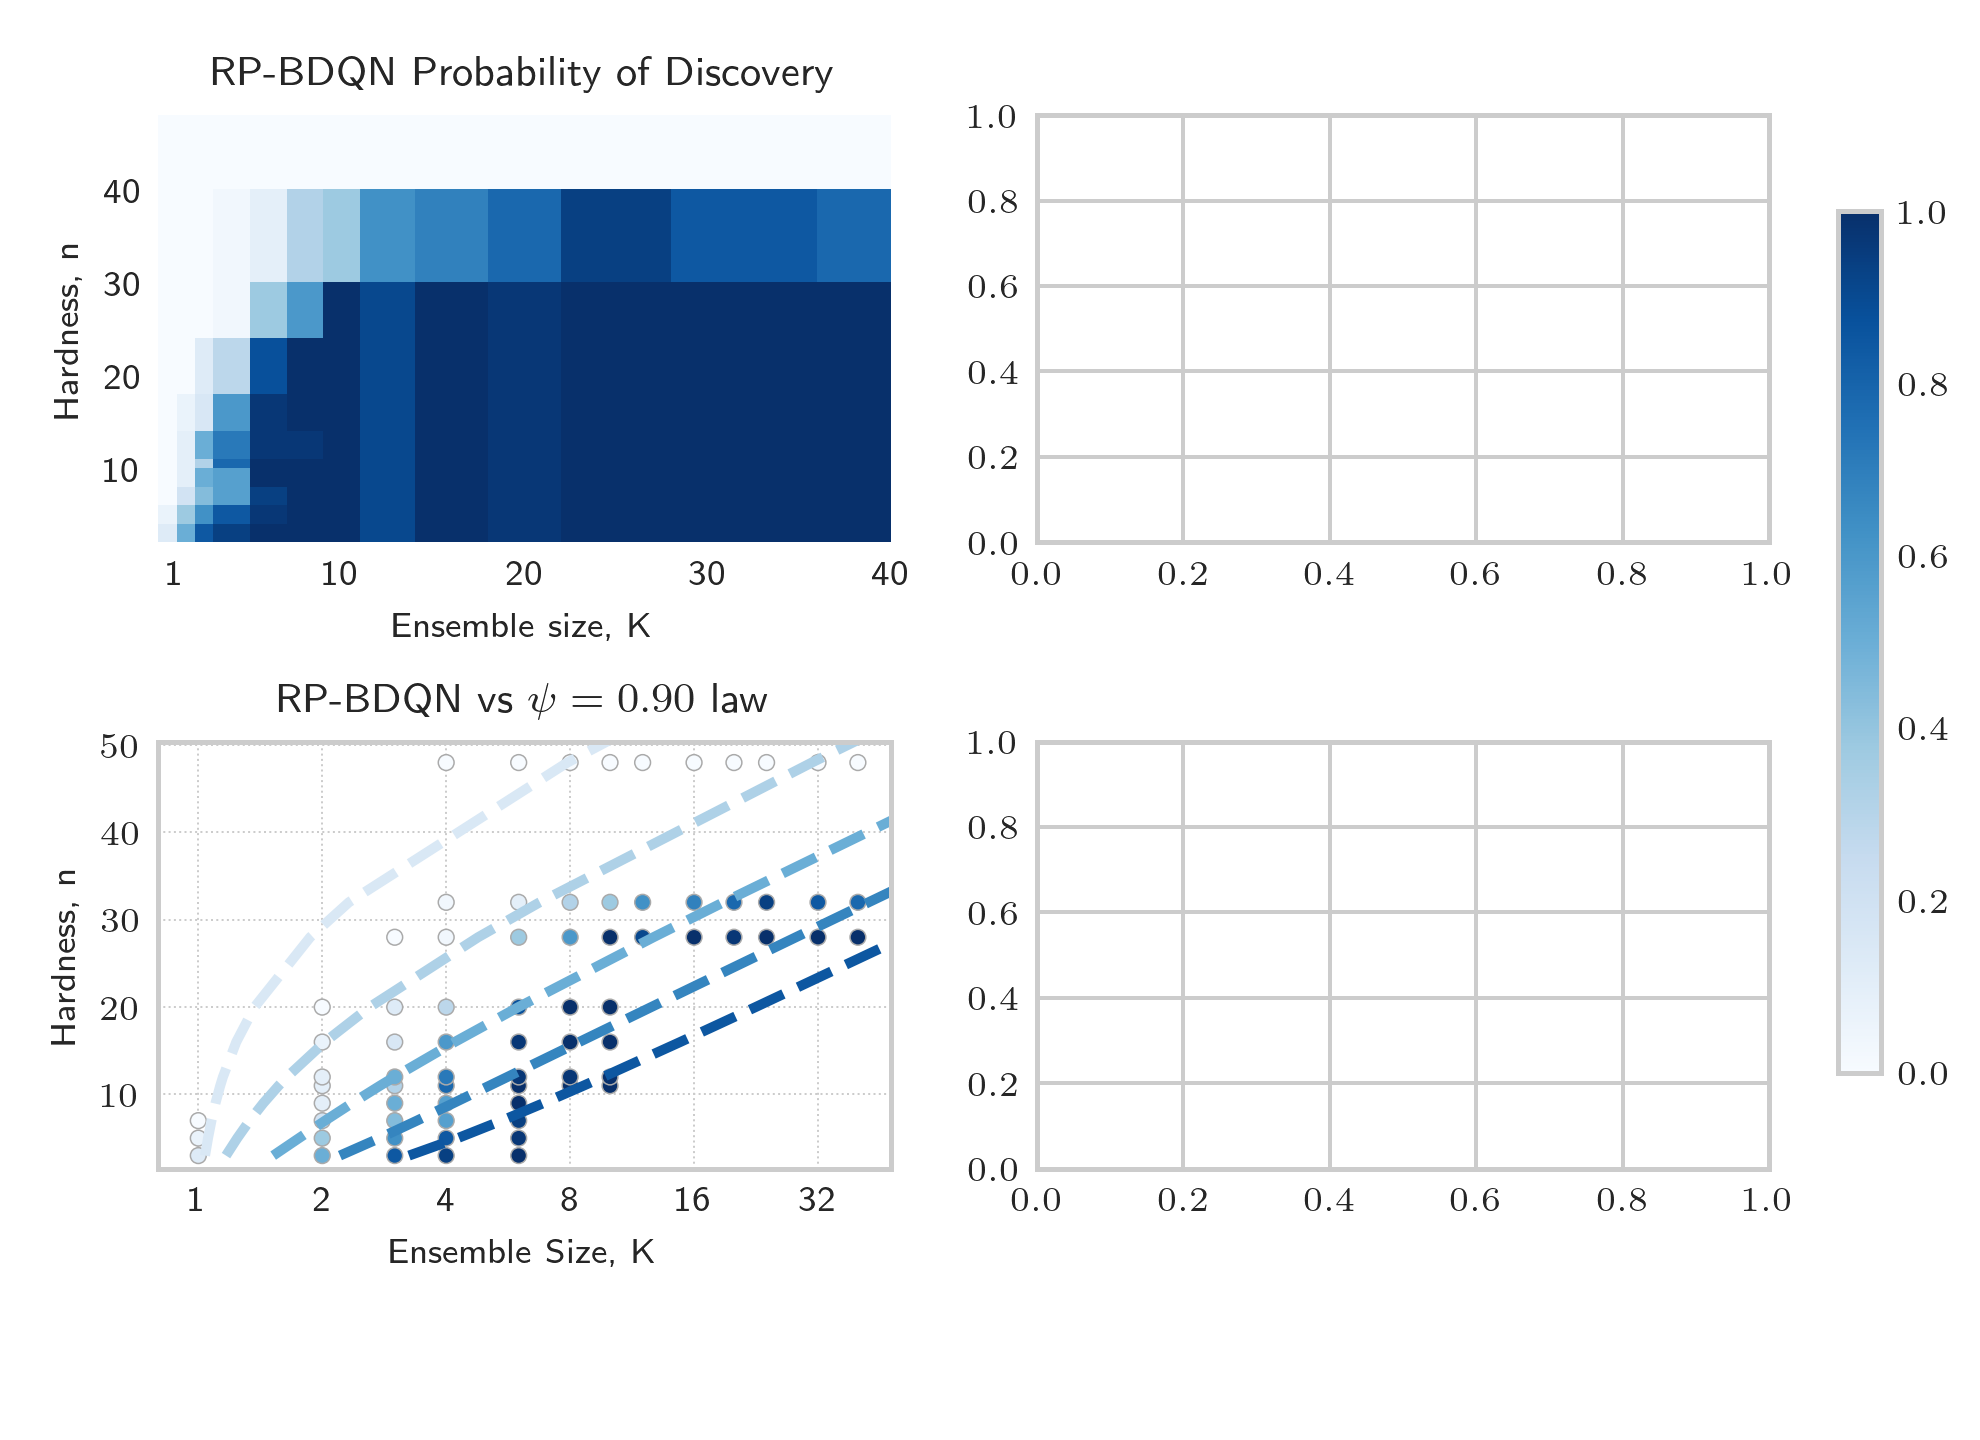 RP-BDQN Probability of Discovery
40
30
20
10
Hardness, n
1 10 20 30 40
Ensemble size, K
1.0
0.8
0.6
0.4
0.2
0.0
0.0 0.2 0.4 0.6 0.8 1.0
RP-BDQN vs ψ = 0.90 law
50
40
30
20
10
Hardness, n
1 2 4 8 16 32
Ensemble Size, K
1.0
0.8
0.6
0.4
0.2
0.0
0.0 0.2 0.4 0.6 0.8 1.0
1.0
0.8
0.6
0.4
0.2
0.0